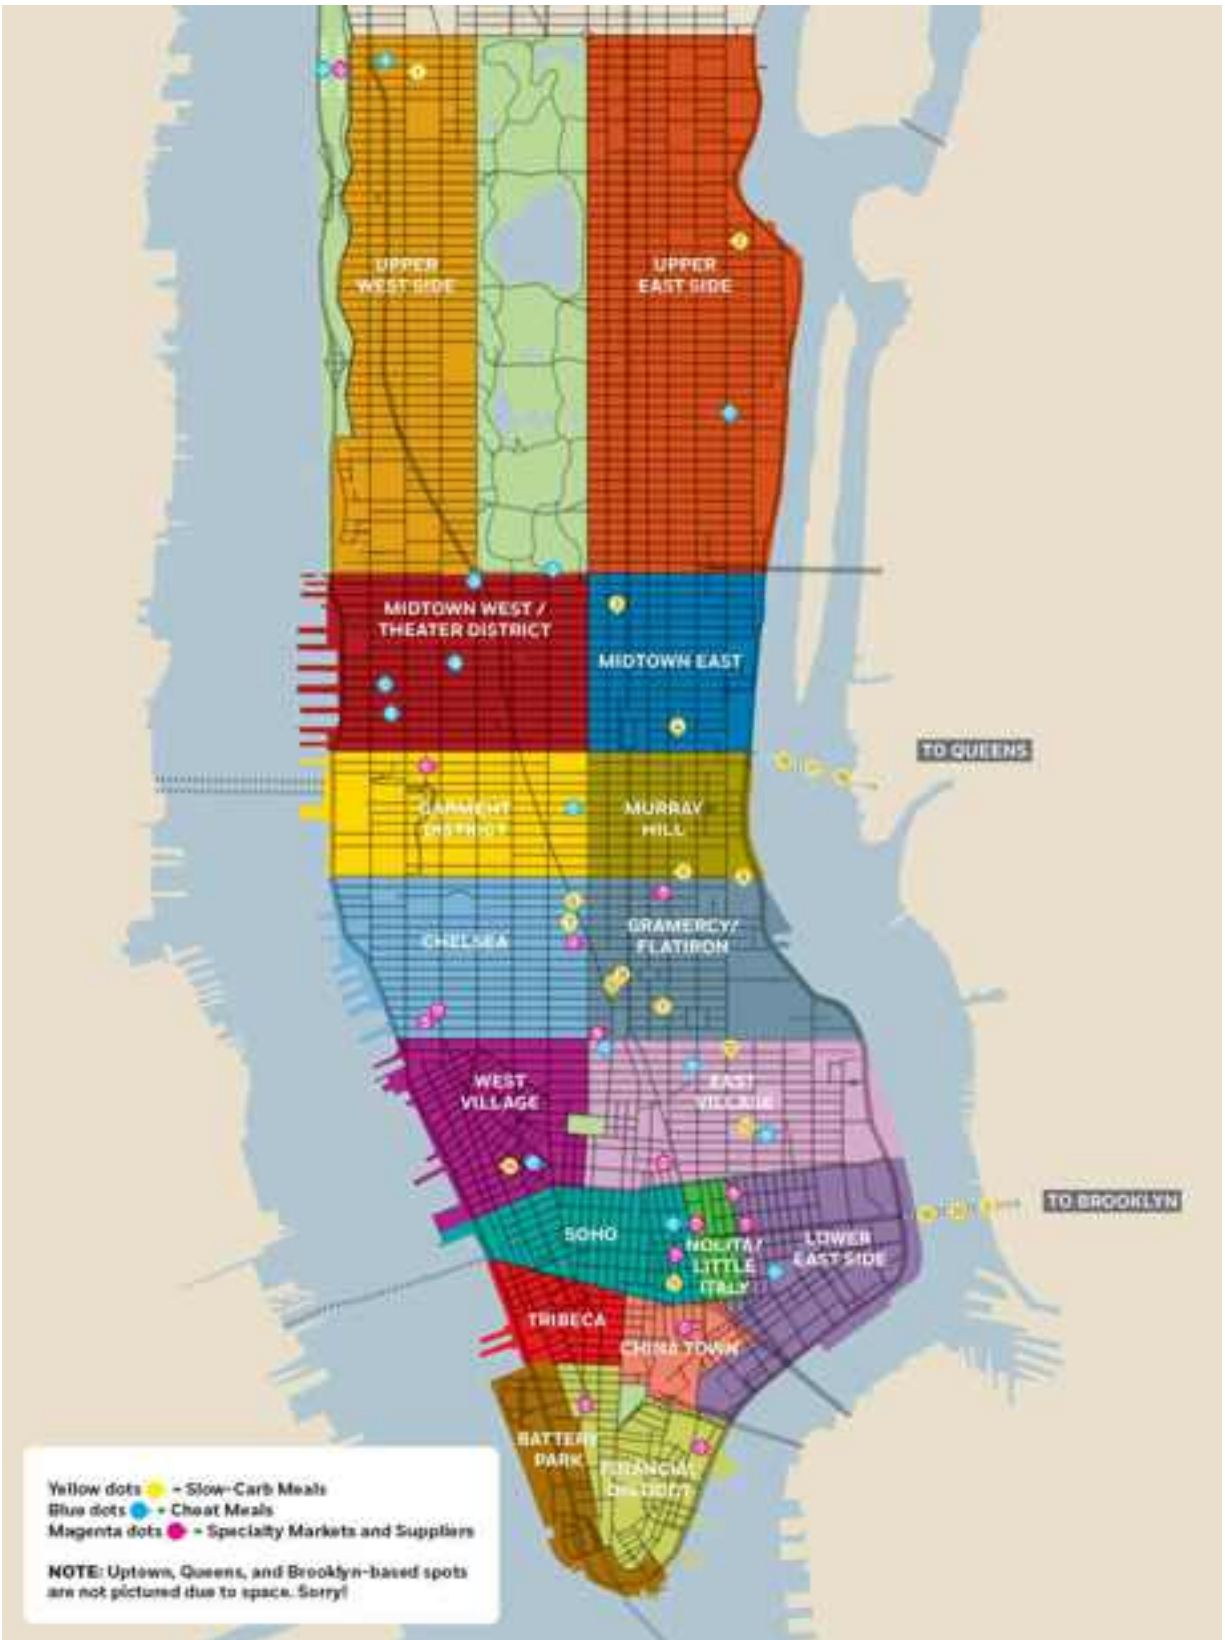 UPPER
WEST SIDE
UPPER
EAST SIDE
MIDTOWN WEST /
THEATER DISTRICT
MIDTOWN EAST
TO QUEENS
GARMENT
DISTRICT
MURRAY
HILL
CHELSEA
GRAMERCY/
FLATIRON
WEST
VILLAGE
EAST
VILLAGE
TO BROOKLYN
SOHO
NOLITA/
LITTLE
ITALY
LOWER
EAST SIDE
TRIBECA
CHINA TOWN
BATTERY
PARK
FINANCIAL
DISTRICT
Yellow dots - Slow-Carb Meals
Blue dots - Cheat Meals
Magenta dots - Specialty Markets and Suppliers
NOTE: Uptown, Queens, and Brooklyn-based spots
are not pictured due to space. Sorry!